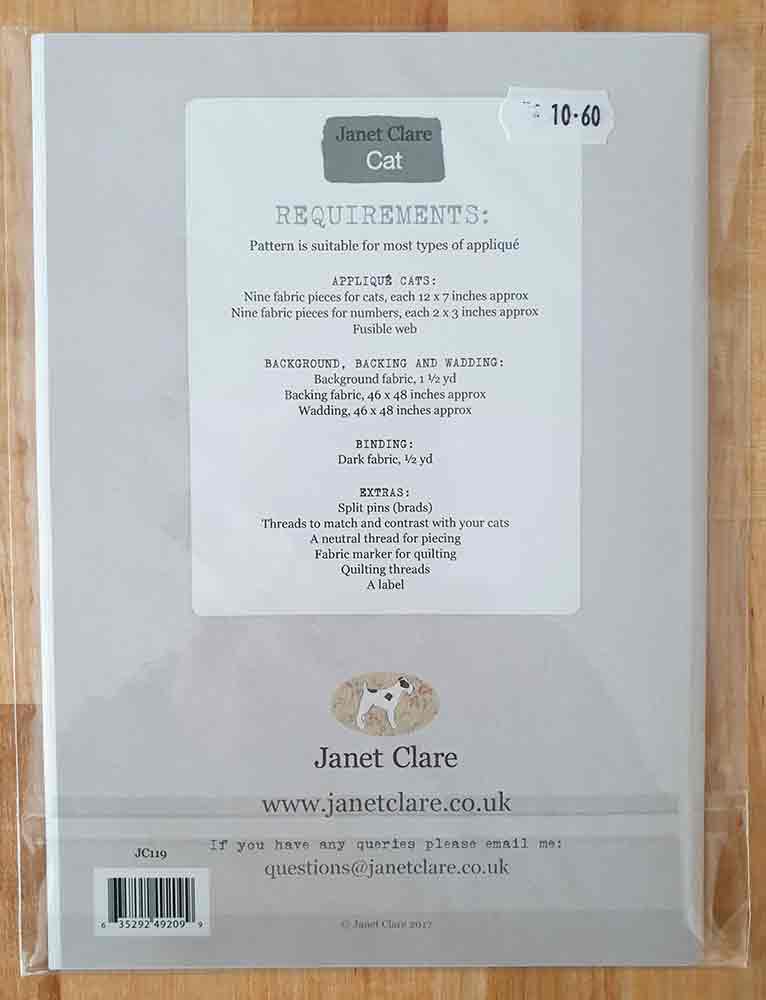 10·60
Janet Clare
Cat
REQUIREMENTS:
Pattern is suitable for most types of appliqué
APPLIQUÉ CATS:
Nine fabric pieces for cats, each 12 x 7 inches approx
Nine fabric pieces for numbers, each 2 x 3 inches approx
Fusible web
BACKGROUND, BACKING AND WADDING:
Background fabric, 1 ½ yd
Backing fabric, 46 x 48 inches approx
Wadding, 46 x 48 inches approx
BINDING:
Dark fabric, ½ yd
EXTRAS:
Split pins (brads)
Threads to match and contrast with your cats
A neutral thread for piecing
Fabric marker for quilting
Quilting threads
A label
Janet Clare
www.janetclare.co.uk
If you have any queries please email me:
questions@janetclare.co.uk
JC119
6 35292 49209 9
© Janet Clare 2017